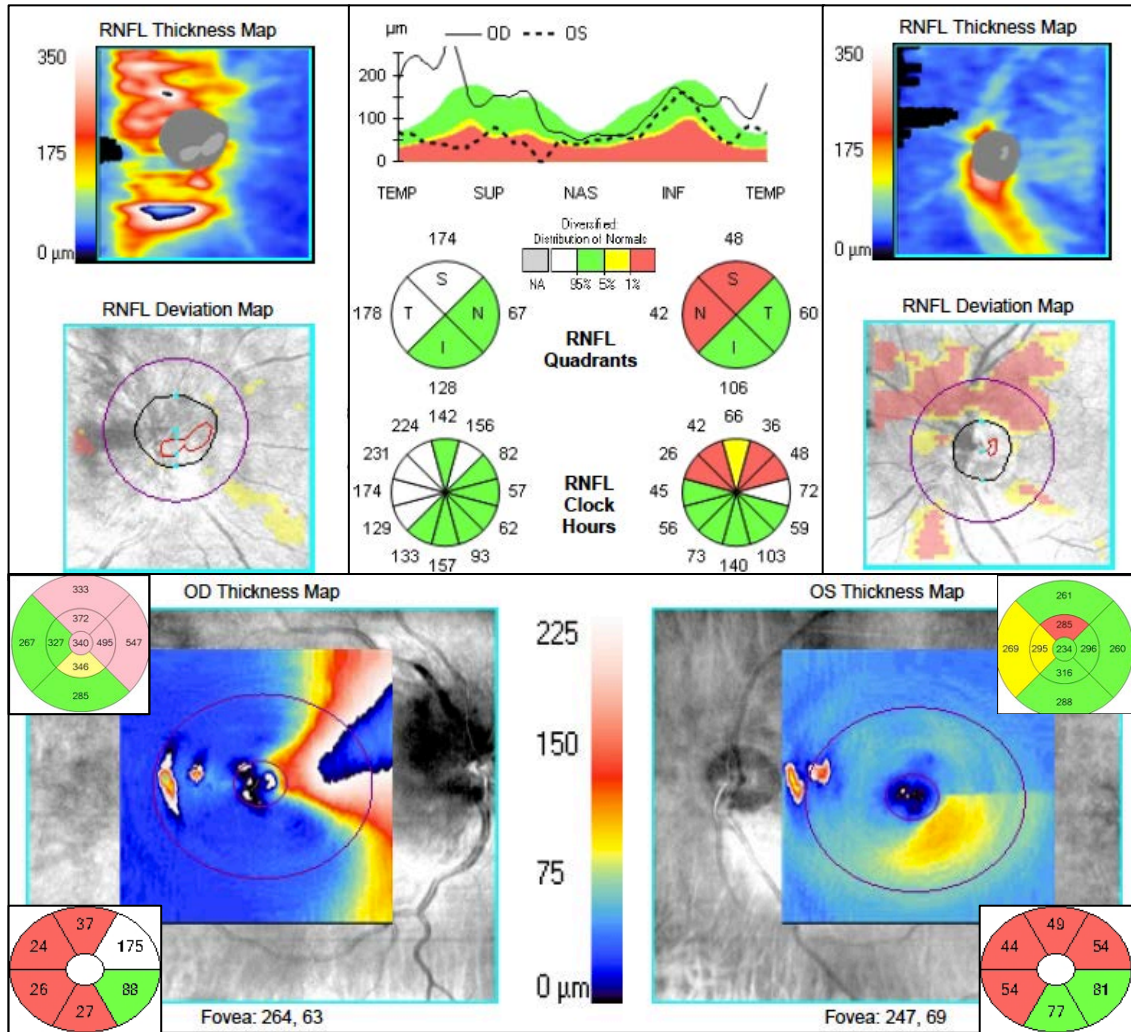 RNFL Thickness Map
350
175
0 µm
µm
OD OS
200
100
0
TEMP SUP NAS INF TEMP
RNFL Thickness Map
350
175
0 µm
Diversified:
Distribution of Normals
NA 95% 5% 1%
174
S
178 T N 67
I
128
RNFL
Quadrants
48
S
42 N T 60
I
106
RNFL Deviation Map
RNFL Deviation Map
142
224 156
231 82
174 57
129 62
133 93
157
RNFL
Clock
Hours
66
42 36
26 48
45 72
56 59
73 103
140
OD Thickness Map
333
372
267 327 340 495 547
346
285
225
150
75
0 µm
OS Thickness Map
261
285
269 295 234 296 260
316
288
37
24 175
26 88
27
Fovea: 264, 63
49
44 54
54 81
77
Fovea: 247, 69